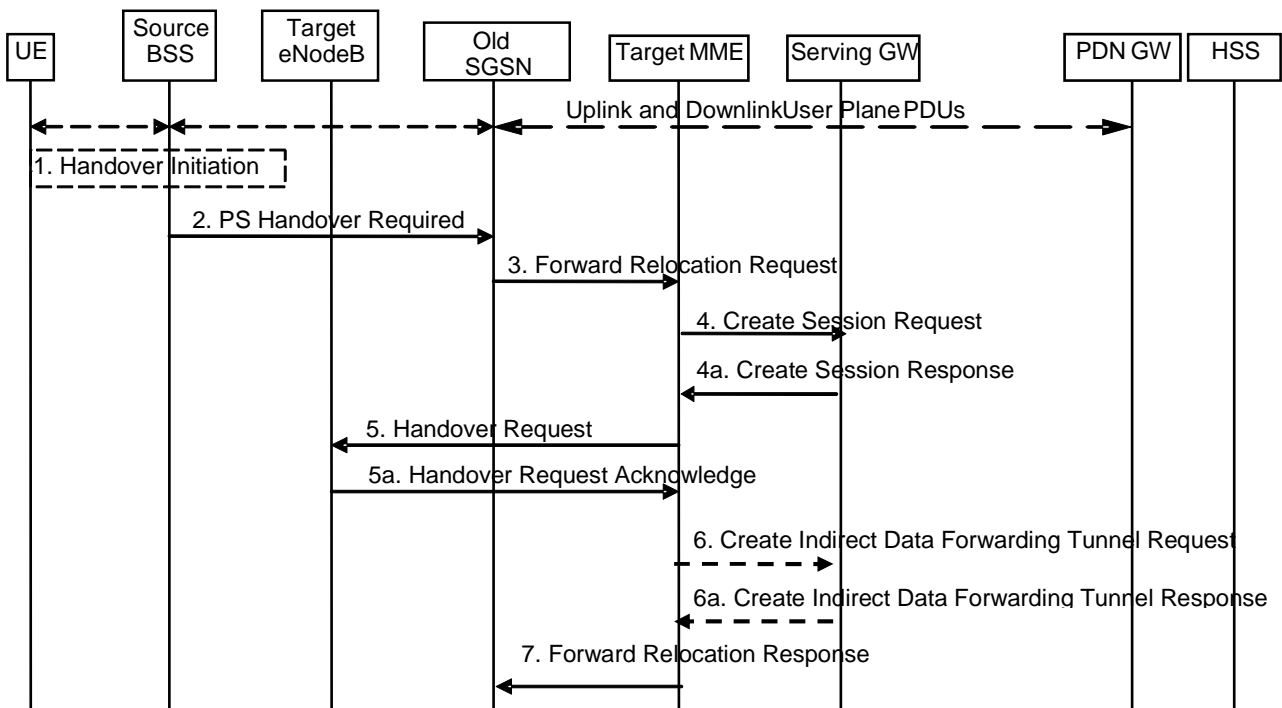 UE
Source
BSS
Target
eNodeB
Old
SGSN
Target MME
Serving GW
PDN GW
HSS
Uplink and DownlinkUser Plane PDUs
1. Handover Initiation
2. PS Handover Required
3. Forward Relocation Request
4. Create Session Request
4a. Create Session Response
5. Handover Request
5a. Handover Request Acknowledge
6. Create Indirect Data Forwarding Tunnel Request
6a. Create Indirect Data Forwarding Tunnel Response
7. Forward Relocation Response